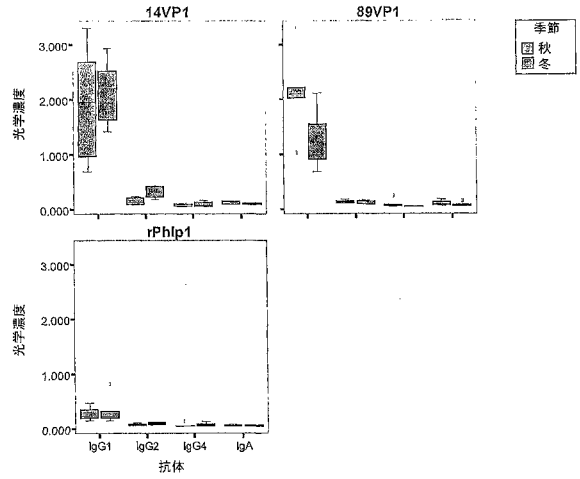 14VP1
89VP1
季節
秋
冬
光学濃度
3.000
2.000
1.000
0.000
rPhlp1
光学濃度
3.000
2.000
1.000
0.000
IgG1
IgG2
IgG4
IgA
抗体